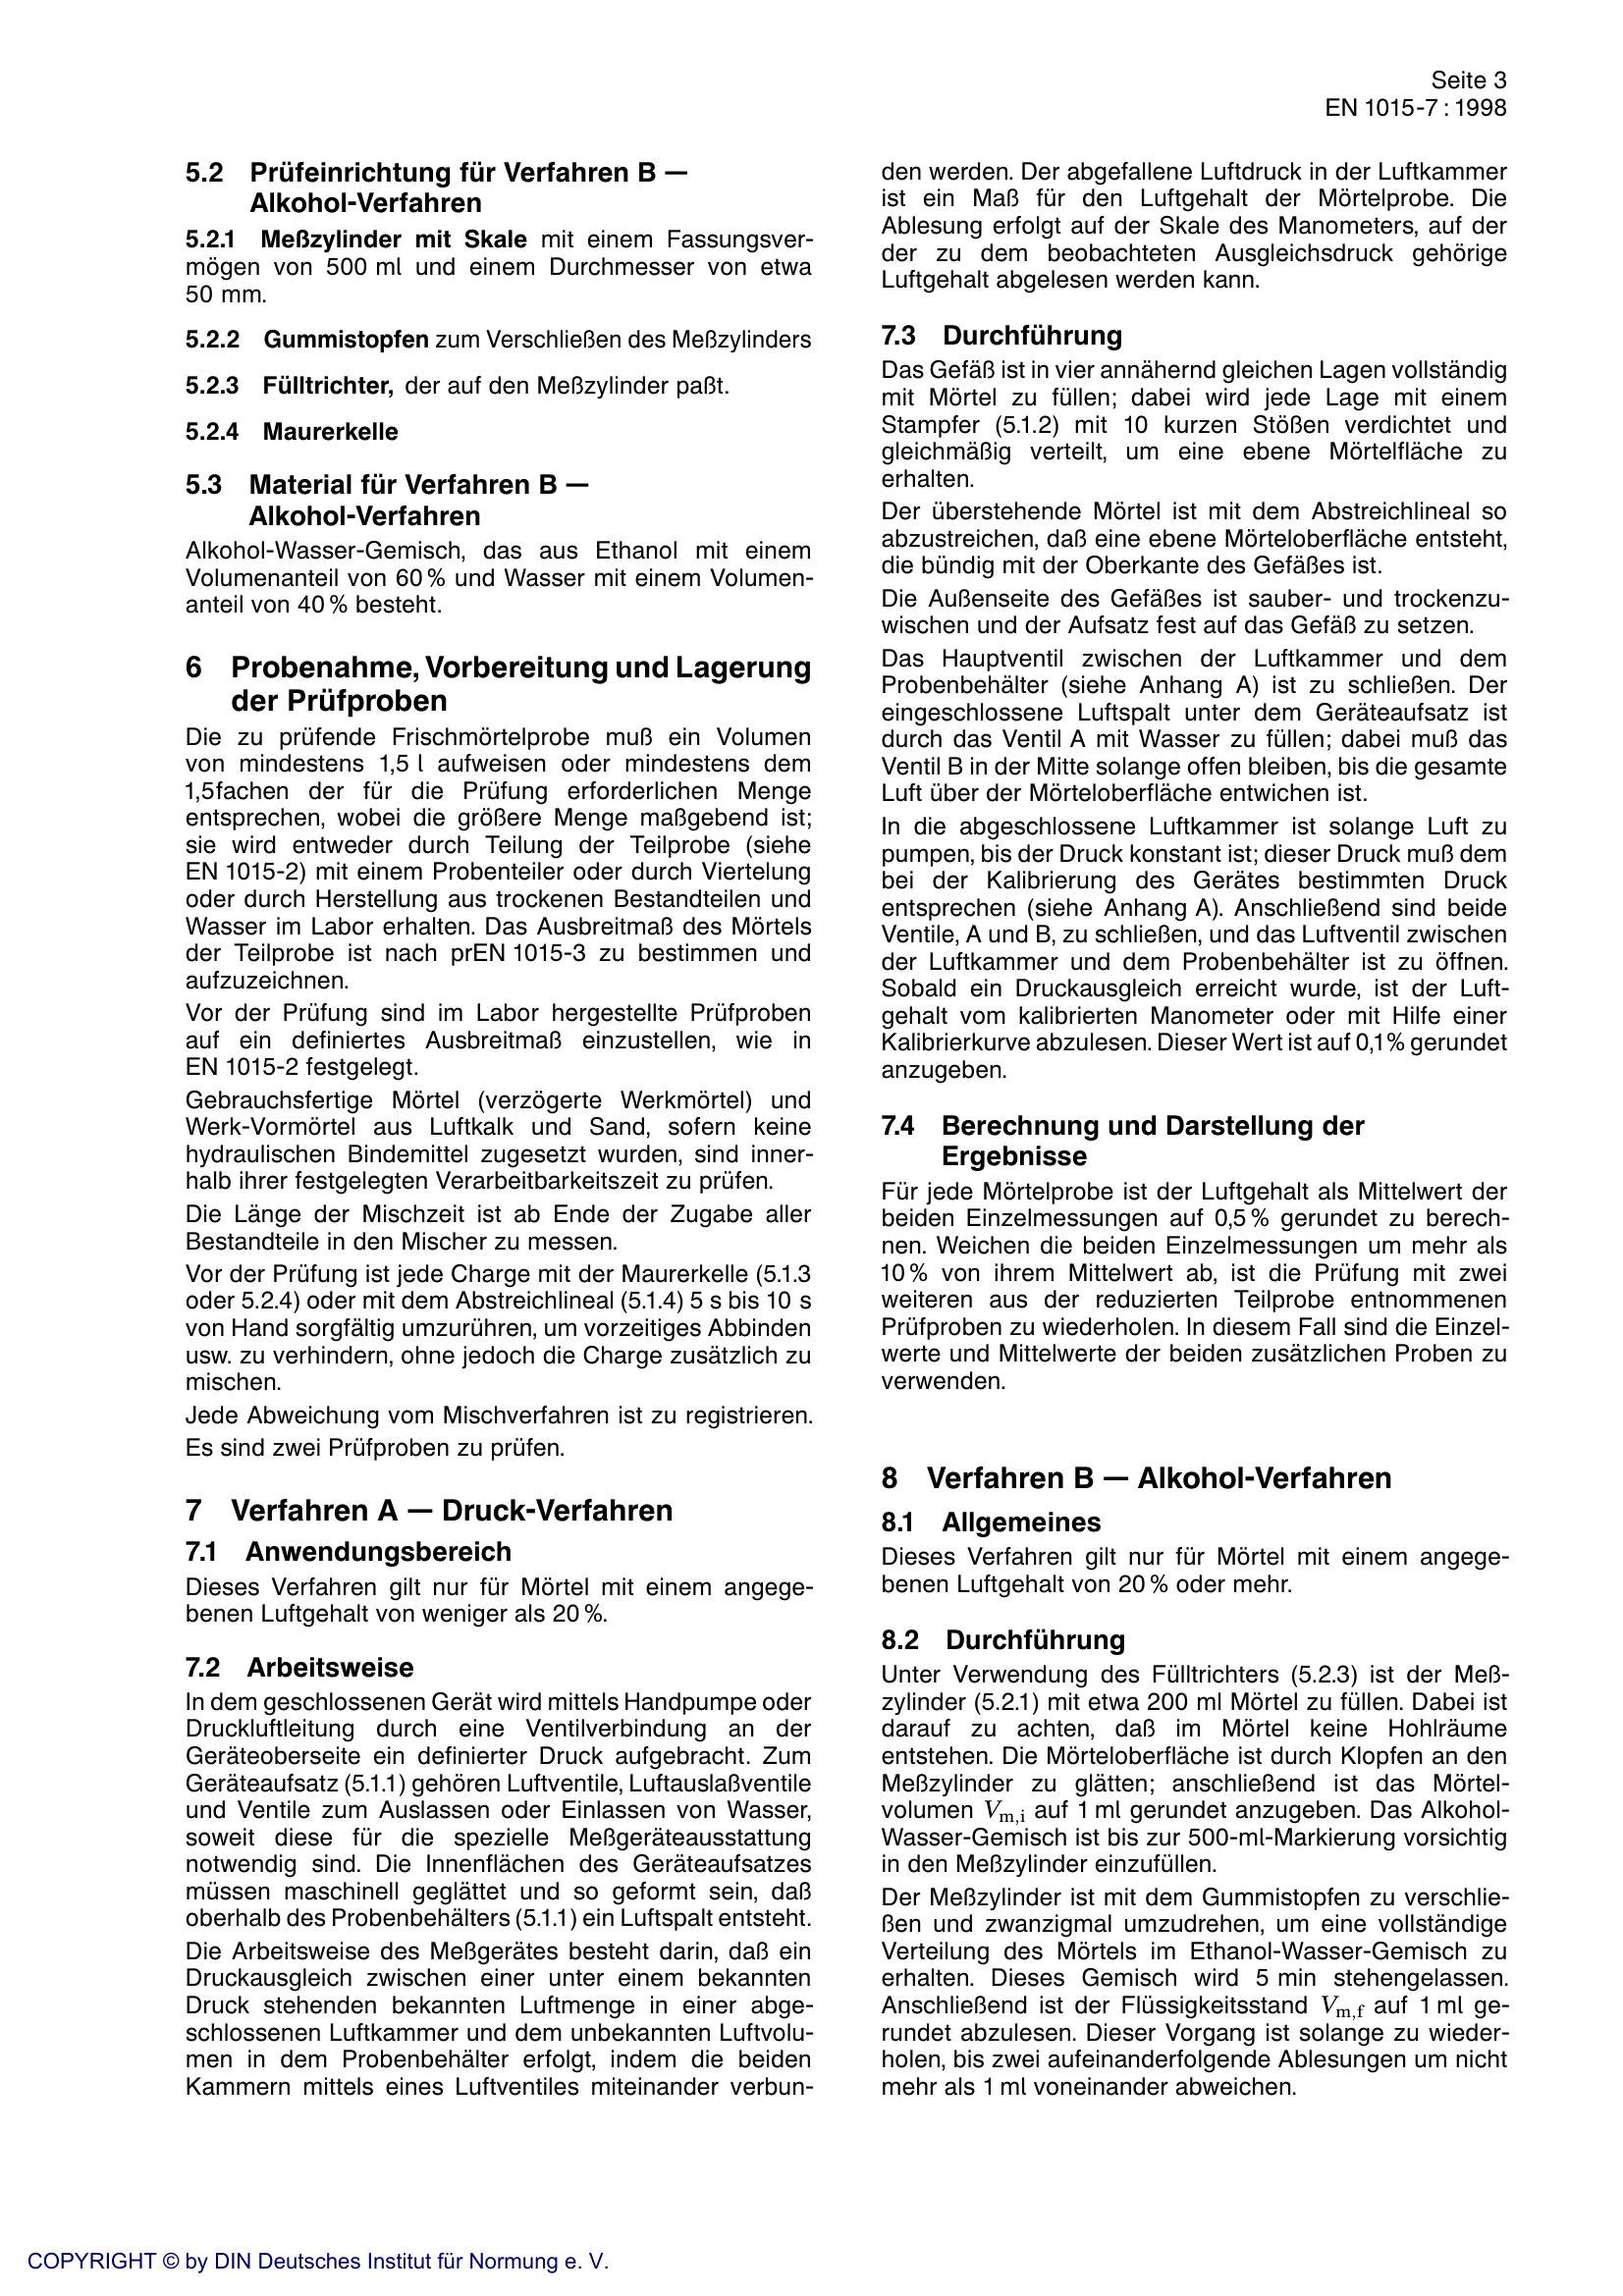 Seite 3
EN 1015-7 : 1998
5.2 Prüfeinrichtung für Verfahren B —
Alkohol-Verfahren
5.2.1 Meßzylinder mit Skale mit einem Fassungsver-
mögen von 500 ml und einem Durchmesser von etwa
50 mm.
5.2.2 Gummistopfen zum Verschließen des Meßzylinders
5.2.3 Fülltrichter, der auf den Meßzylinder paßt.
5.2.4 Maurerkelle
5.3 Material für Verfahren B —
Alkohol-Verfahren
Alkohol-Wasser-Gemisch, das aus Ethanol mit einem
Volumenanteil von 60 % und Wasser mit einem Volumen-
anteil von 40 % besteht.
6 Probenahme, Vorbereitung und Lagerung
der Prüfproben
Die zu prüfende Frischmörtelprobe muß ein Volumen
von mindestens 1,5 l aufweisen oder mindestens dem
1,5fachen der für die Prüfung erforderlichen Menge
entsprechen, wobei die größere Menge maßgebend ist;
sie wird entweder durch Teilung der Teilprobe (siehe
EN 1015-2) mit einem Probenteiler oder durch Viertelung
oder durch Herstellung aus trockenen Bestandteilen und
Wasser im Labor erhalten. Das Ausbreitmaß des Mörtels
der Teilprobe ist nach prEN 1015-3 zu bestimmen und
aufzuzeichnen.
Vor der Prüfung sind im Labor hergestellte Prüfproben
auf ein definiertes Ausbreitmaß einzustellen, wie in
EN 1015-2 festgelegt.
Gebrauchsfertige Mörtel (verzögerte Werkmörtel) und
Werk-Vormörtel aus Luftkalk und Sand, sofern keine
hydraulischen Bindemittel zugesetzt wurden, sind inner-
halb ihrer festgelegten Verarbeitbarkeitszeit zu prüfen.
Die Länge der Mischzeit ist ab Ende der Zugabe aller
Bestandteile in den Mischer zu messen.
Vor der Prüfung ist jede Charge mit der Maurerkelle (5.1.3
oder 5.2.4) oder mit dem Abstreichlineal (5.1.4) 5 s bis 10 s
von Hand sorgfältig umzurühren, um vorzeitiges Abbinden
usw. zu verhindern, ohne jedoch die Charge zusätzlich zu
mischen.
Jede Abweichung vom Mischverfahren ist zu registrieren.
Es sind zwei Prüfproben zu prüfen.
7 Verfahren A — Druck-Verfahren
7.1 Anwendungsbereich
Dieses Verfahren gilt nur für Mörtel mit einem angege-
benen Luftgehalt von weniger als 20 %.
7.2 Arbeitsweise
In dem geschlossenen Gerät wird mittels Handpumpe oder
Druckluftleitung durch eine Ventilverbindung an der
Geräteoberseite ein definierter Druck aufgebracht. Zum
Geräteaufsatz (5.1.1) gehören Luftventile, Luftauslaßventile
und Ventile zum Auslassen oder Einlassen von Wasser,
soweit diese für die spezielle Meßgeräteausstattung
notwendig sind. Die Innenflächen des Geräteaufsatzes
müssen maschinell geglättet und so geformt sein, daß
oberhalb des Probenbehälters (5.1.1) ein Luftspalt entsteht.
Die Arbeitsweise des Meßgerätes besteht darin, daß ein
Druckausgleich zwischen einer unter einem bekannten
Druck stehenden bekannten Luftmenge in einer abge-
schlossenen Luftkammer und dem unbekannten Luftvolu-
men in dem Probenbehälter erfolgt, indem die beiden
Kammern mittels eines Luftventiles miteinander verbun-
den werden. Der abgefallene Luftdruck in der Luftkammer
ist ein Maß für den Luftgehalt der Mörtelprobe. Die
Ablesung erfolgt auf der Skale des Manometers, auf der
der zu dem beobachteten Ausgleichsdruck gehörige
Luftgehalt abgelesen werden kann.
7.3 Durchführung
Das Gefäß ist in vier annähernd gleichen Lagen vollständig
mit Mörtel zu füllen; dabei wird jede Lage mit einem
Stampfer (5.1.2) mit 10 kurzen Stößen verdichtet und
gleichmäßig verteilt, um eine ebene Mörtelfläche zu
erhalten.
Der überstehende Mörtel ist mit dem Abstreichlineal so
abzustreichen, daß eine ebene Mörteloberfläche entsteht,
die bündig mit der Oberkante des Gefäßes ist.
Die Außenseite des Gefäßes ist sauber- und trockenzu-
wischen und der Aufsatz fest auf das Gefäß zu setzen.
Das Hauptventil zwischen der Luftkammer und dem
Probenbehälter (siehe Anhang A) ist zu schließen. Der
eingeschlossene Luftspalt unter dem Geräteaufsatz ist
durch das Ventil A mit Wasser zu füllen; dabei muß das
Ventil B in der Mitte solange offen bleiben, bis die gesamte
Luft über der Mörteloberfläche entwichen ist.
In die abgeschlossene Luftkammer ist solange Luft zu
pumpen, bis der Druck konstant ist; dieser Druck muß dem
bei der Kalibrierung des Gerätes bestimmten Druck
entsprechen (siehe Anhang A). Anschließend sind beide
Ventile, A und B, zu schließen, und das Luftventil zwischen
der Luftkammer und dem Probenbehälter ist zu öffnen.
Sobald ein Druckausgleich erreicht wurde, ist der Luft-
gehalt vom kalibrierten Manometer oder mit Hilfe einer
Kalibrierkurve abzulesen. Dieser Wert ist auf 0,1 % gerundet
anzugeben.
7.4 Berechnung und Darstellung der
Ergebnisse
Für jede Mörtelprobe ist der Luftgehalt als Mittelwert der
beiden Einzelmessungen auf 0,5 % gerundet zu berech-
nen. Weichen die beiden Einzelmessungen um mehr als
10 % von ihrem Mittelwert ab, ist die Prüfung mit zwei
weiteren aus der reduzierten Teilprobe entnommenen
Prüfproben zu wiederholen. In diesem Fall sind die Einzel-
werte und Mittelwerte der beiden zusätzlichen Proben zu
verwenden.
8 Verfahren B — Alkohol-Verfahren
8.1 Allgemeines
Dieses Verfahren gilt nur für Mörtel mit einem angege-
benen Luftgehalt von 20 % oder mehr.
8.2 Durchführung
Unter Verwendung des Fülltrichters (5.2.3) ist der Meß-
zylinder (5.2.1) mit etwa 200 ml Mörtel zu füllen. Dabei ist
darauf zu achten, daß im Mörtel keine Hohlräume
entstehen. Die Mörteloberfläche ist durch Klopfen an den
Meßzylinder zu glätten; anschließend ist das Mörtel-
volumen Vm,i auf 1 ml gerundet anzugeben. Das Alkohol-
Wasser-Gemisch ist bis zur 500-ml-Markierung vorsichtig
in den Meßzylinder einzufüllen.
Der Meßzylinder ist mit dem Gummistopfen zu verschlie-
ßen und zwanzigmal umzudrehen, um eine vollständige
Verteilung des Mörtels im Ethanol-Wasser-Gemisch zu
erhalten. Dieses Gemisch wird 5 min stehengelassen.
Anschließend ist der Flüssigkeitsstand Vm,f auf 1 ml ge-
rundet abzulesen. Dieser Vorgang ist solange zu wieder-
holen, bis zwei aufeinanderfolgende Ablesungen um nicht
mehr als 1 ml voneinander abweichen.
COPYRIGHT © by DIN Deutsches Institut für Normung e. V.